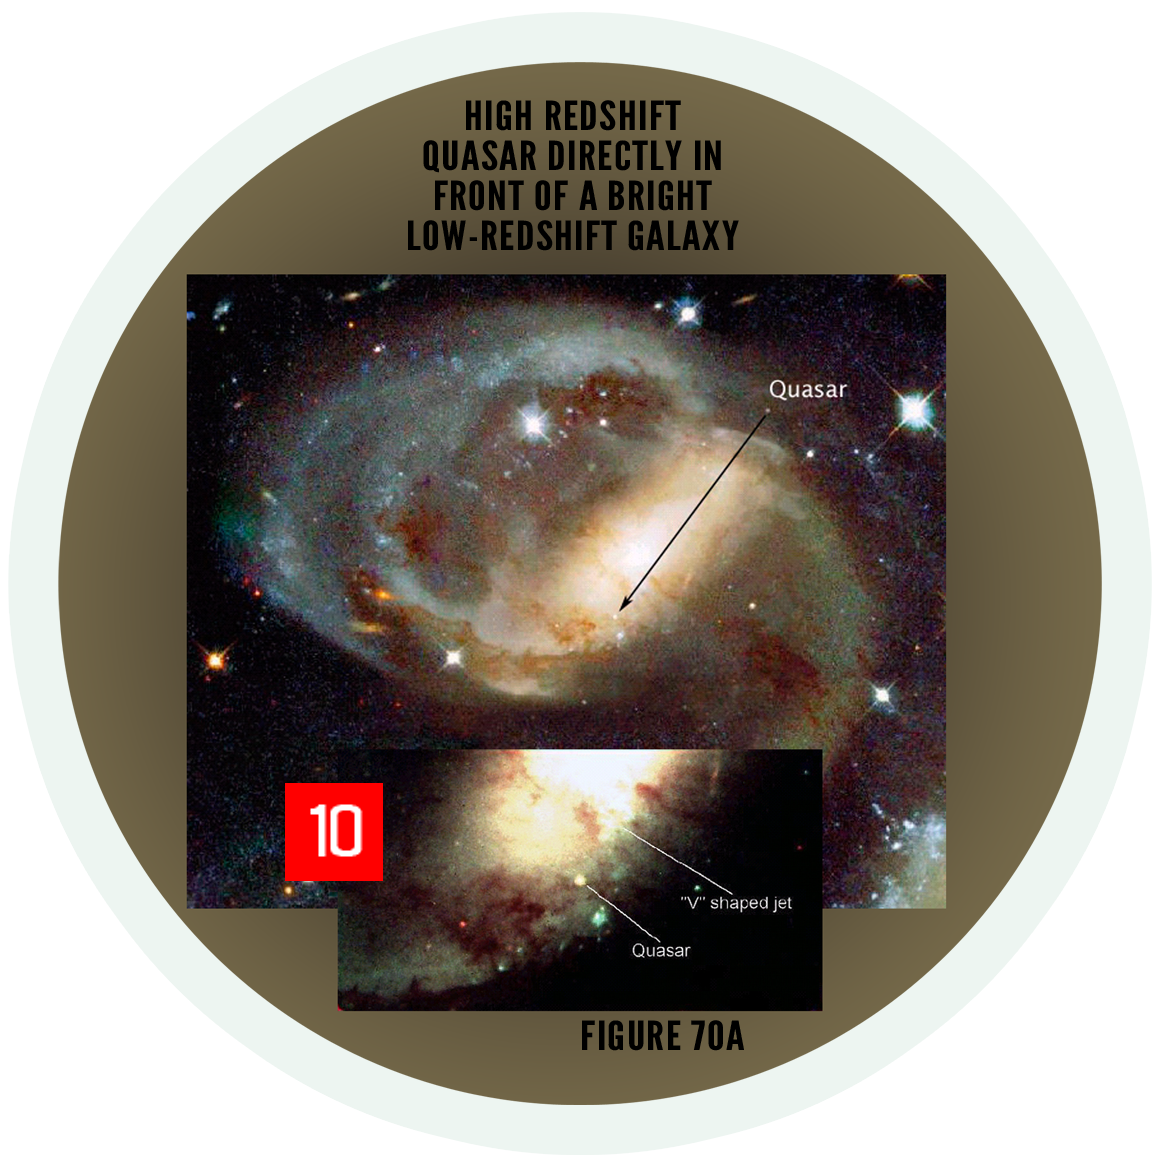 HIGH REDSHIFT
QUASAR DIRECTLY IN
FRONT OF A BRIGHT
LOW-REDSHIFT GALAXY
Quasar
10
"V" shaped jet
Quasar
FIGURE 70A